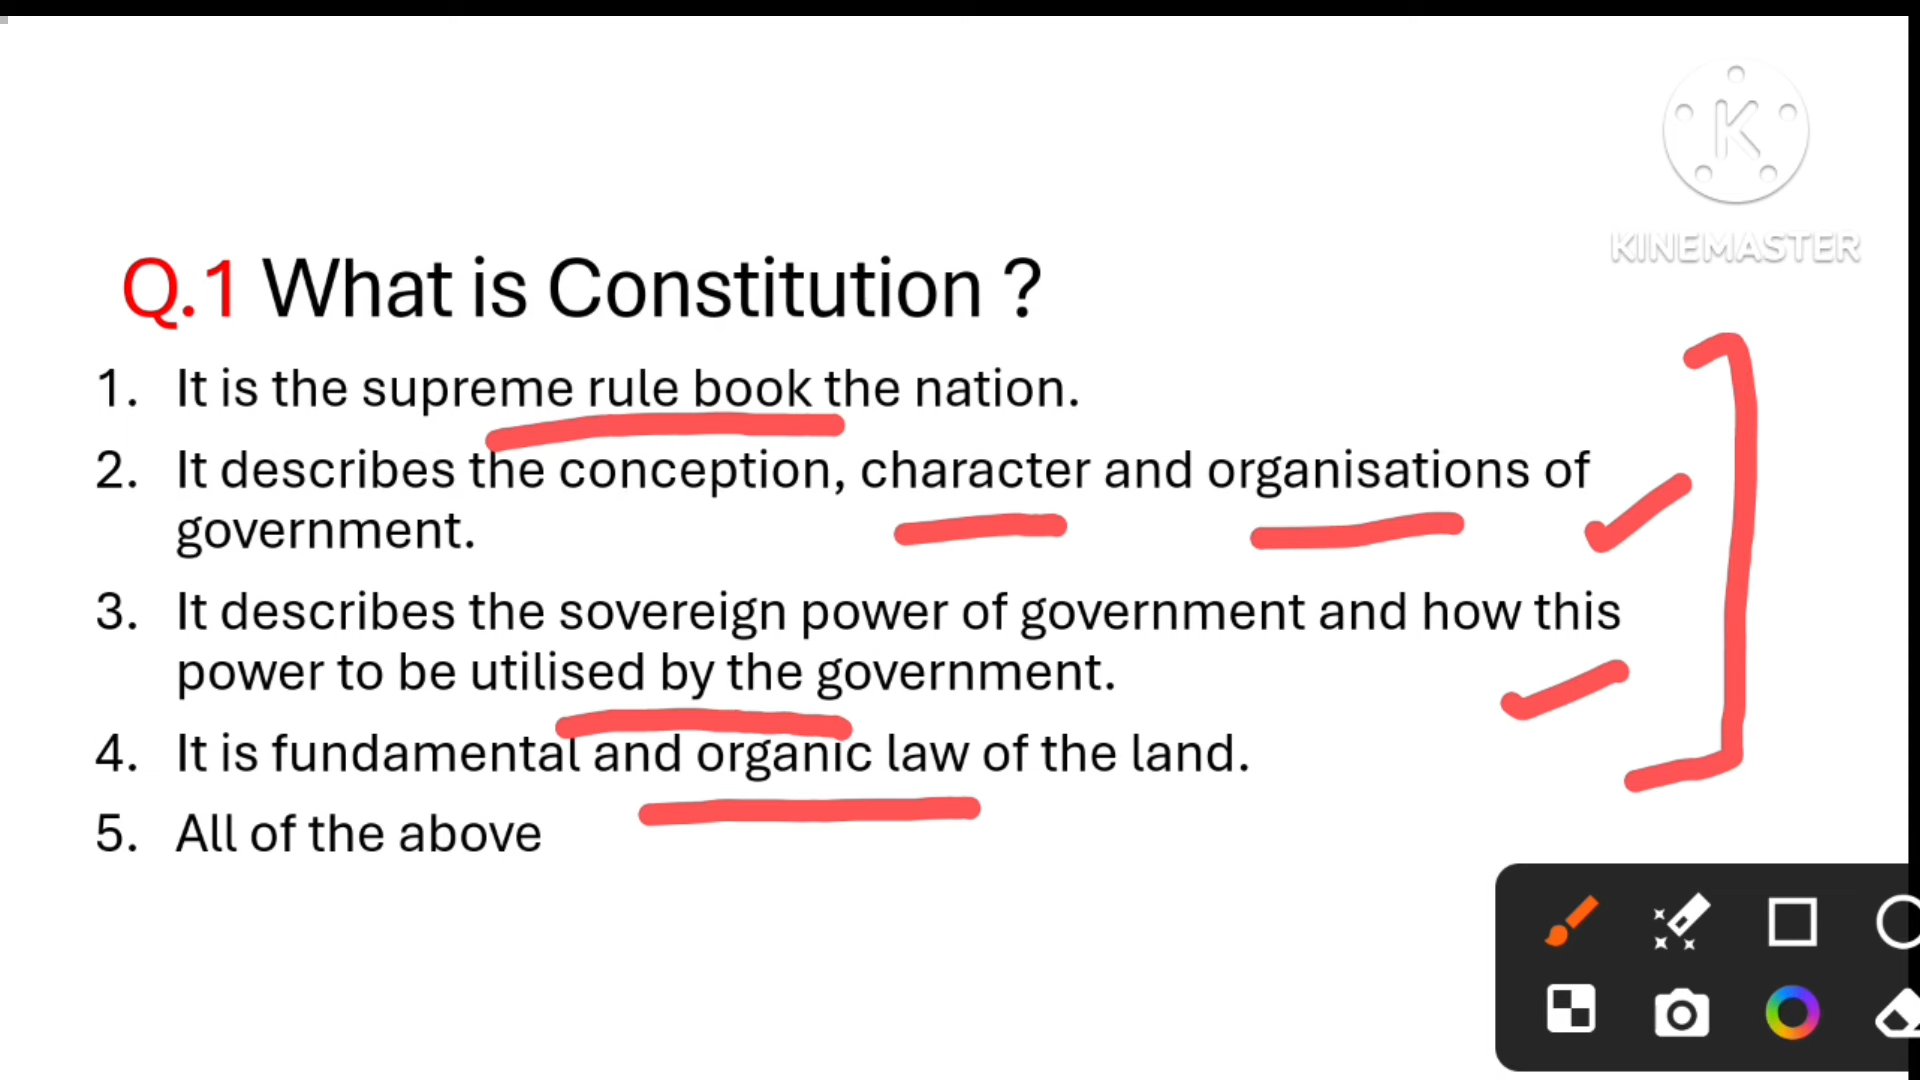 K
KINEMASTER
Q.1 What is Constitution ?
1. It is the supreme rule book the nation.
2. It describes the conception, character and organisations of
government.
3. It describes the sovereign power of government and how this
power to be utilised by the government.
4. It is fundamental and organic law of the land.
5. All of the above